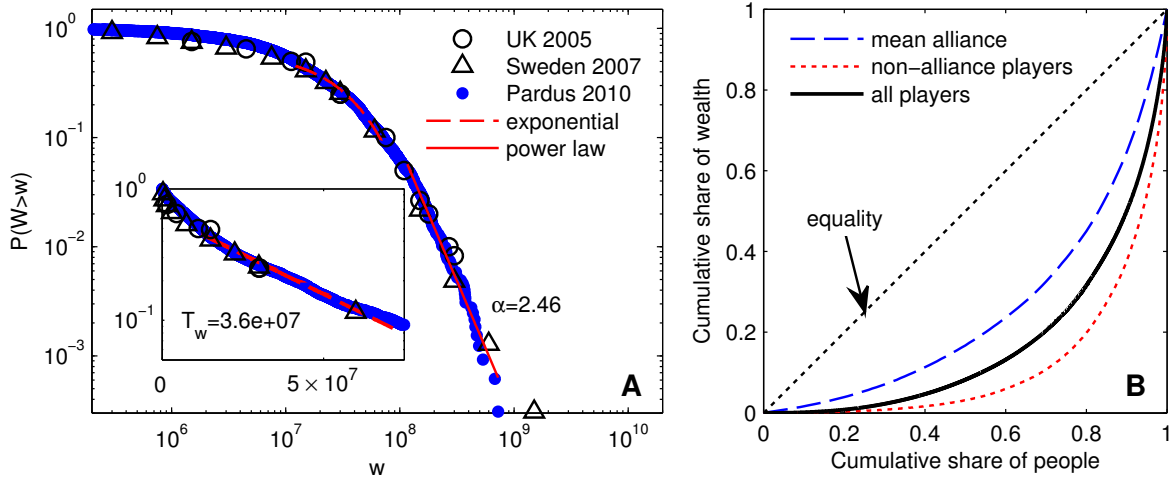 10^0
10^-1
10^-2
10^-3
P(W>w)
UK 2005
Sweden 2007
Pardus 2010
exponential
power law
10^0
10^-1
T_w=3.6e+07
0
5×10^7
α=2.46
A
10^6
10^7
10^8
10^9
10^10
w
1
0.8
0.6
0.4
0.2
0
Cumulative share of wealth
mean alliance
non-alliance players
all players
equality
B
0
0.2
0.4
0.6
0.8
1
Cumulative share of people